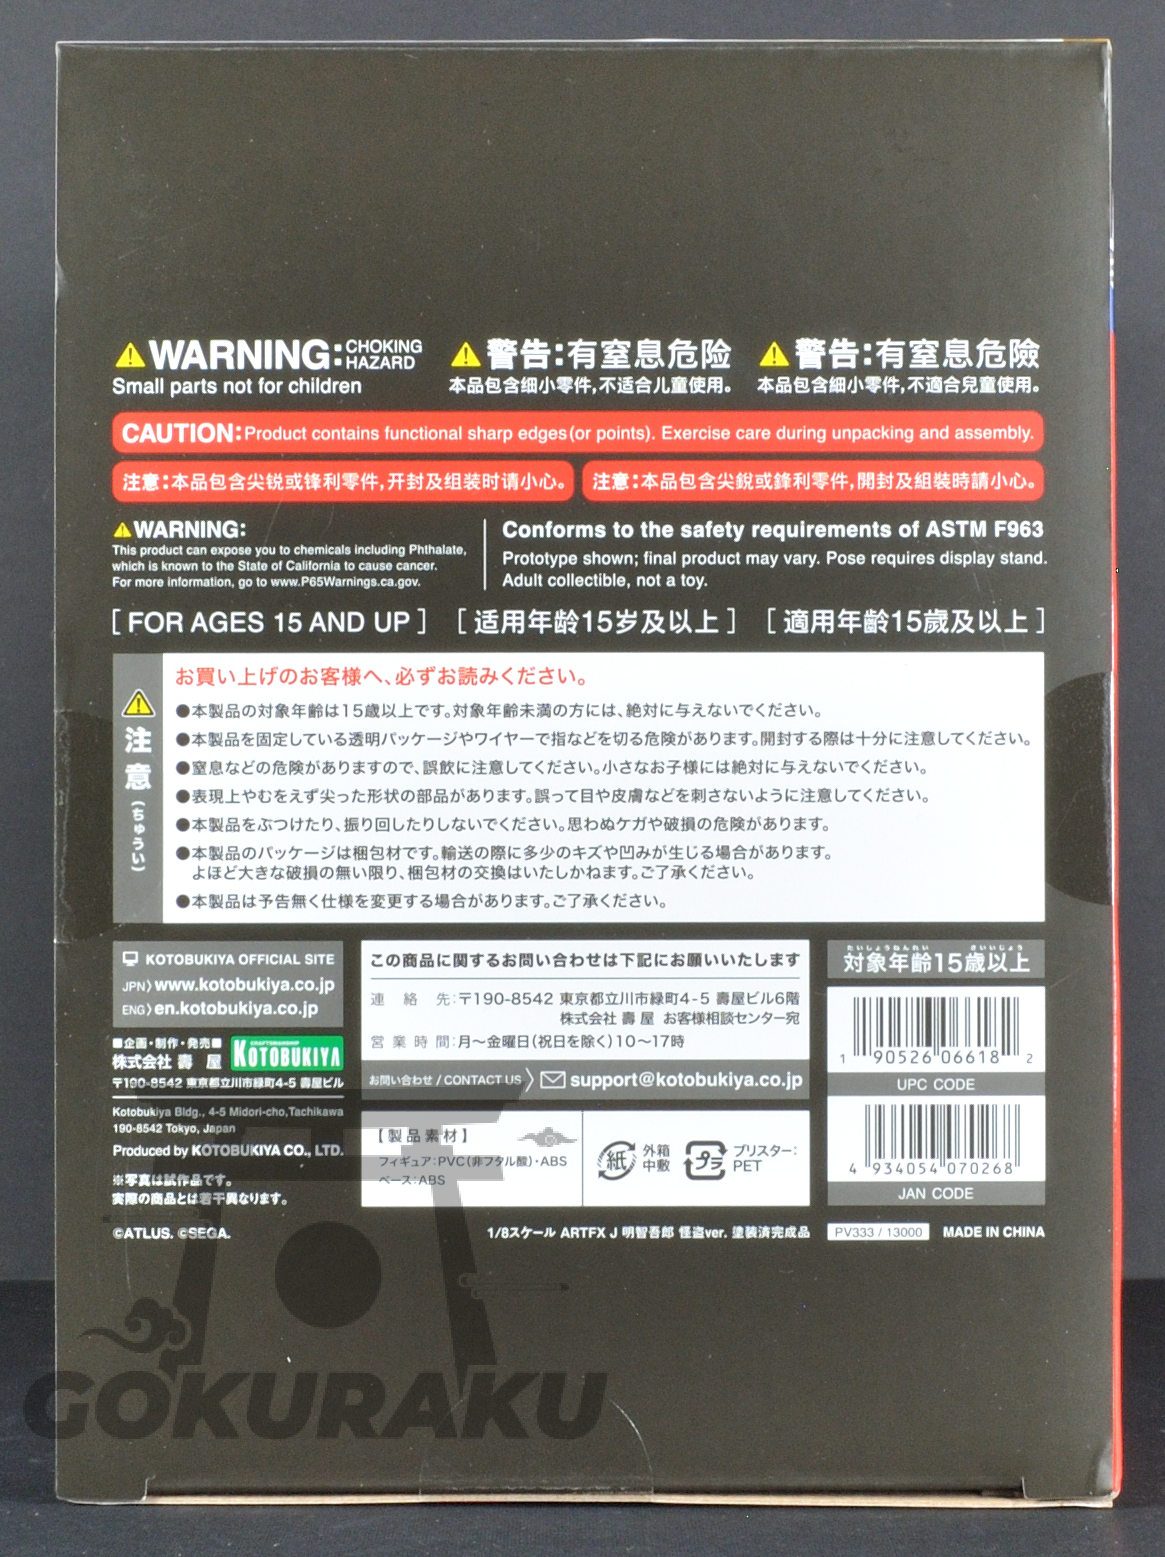 WARNING: CHOKING HAZARD
Small parts not for children
警告:有窒息危险
本品包含细小零件,不适合儿童使用。
警告:有窒息危險
本品包含細小零件,不適合兒童使用。
CAUTION: Product contains functional sharp edges(or points). Exercise care during unpacking and assembly.
注意:本品包含尖锐或锋利零件,开封及组装时请小心。
注意:本品包含尖銳或鋒利零件,開封及組裝時請小心。
WARNING:
This product can expose you to chemicals including Phthalate,
which is known to the State of California to cause cancer.
For more information, go to www.P65Warnings.ca.gov.
Conforms to the safety requirements of ASTM F963
Prototype shown; final product may vary. Pose requires display stand.
Adult collectible, not a toy.
[ FOR AGES 15 AND UP ]
[ 适用年龄15岁及以上 ]
[ 適用年齡15歲及以上 ]
注意(ちゅうい)
お買い上げのお客様へ、必ずお読みください。
●本製品の対象年齢は15歳以上です。対象年齢未満の方には、絶対に与えないでください。
●本製品を固定している透明パッケージやワイヤーで指などを切る危険があります。開封する際は十分に注意してください。
●窒息などの危険がありますので、誤飲に注意してください。小さなお子様には絶対に与えないでください。
●表現上やむをえず尖った形状の部品があります。誤って目や皮膚などを刺さないように注意してください。
●本製品をぶつけたり、振り回したりしないでください。思わぬケガや破損の危険があります。
●本製品のパッケージは梱包材です。輸送の際に多少のキズや凹みが生じる場合があります。
よほど大きな破損の無い限り、梱包材の交換はいたしかねます。ご了承ください。
●本製品は予告無く仕様を変更する場合があります。ご了承ください。
KOTOBUKIYA OFFICIAL SITE
JPN〉www.kotobukiya.co.jp
ENG〉en.kotobukiya.co.jp
■企画・制作・発売■
株式会社 壽 屋
CRAFTSMANSHIP
KOTOBUKIYA
〒190-8542 東京都立川市緑町4-5 壽屋ビル
Kotobukiya Bldg., 4-5 Midori-cho,Tachikawa
190-8542 Tokyo, Japan
Produced by KOTOBUKIYA CO., LTD.
※写真は試作品です。
実際の商品とは若干異なります。
©ATLUS. ©SEGA.
この商品に関するお問い合わせは下記にお願いいたします
連絡先:〒190-8542 東京都立川市緑町4-5 壽屋ビル6階
株式会社 壽 屋 お客様相談センター宛
営業時間:月〜金曜日(祝日を除く)10〜17時
お問い合わせ / CONTACT US 〉support@kotobukiya.co.jp
【製品素材】
フィギュア:PVC(非フタル酸)・ABS
ベース:ABS
紙
外箱
中敷
プラ
ブリスター:
PET
たいしょうねんれい さいいじょう
対象年齢15歳以上
1 90526 06618 2
UPC CODE
4 934054 070268
JAN CODE
1/8スケール ARTFX J 明智吾郎 怪盗ver. 塗装済完成品
PV333 / 13000
MADE IN CHINA
GOKURAKU